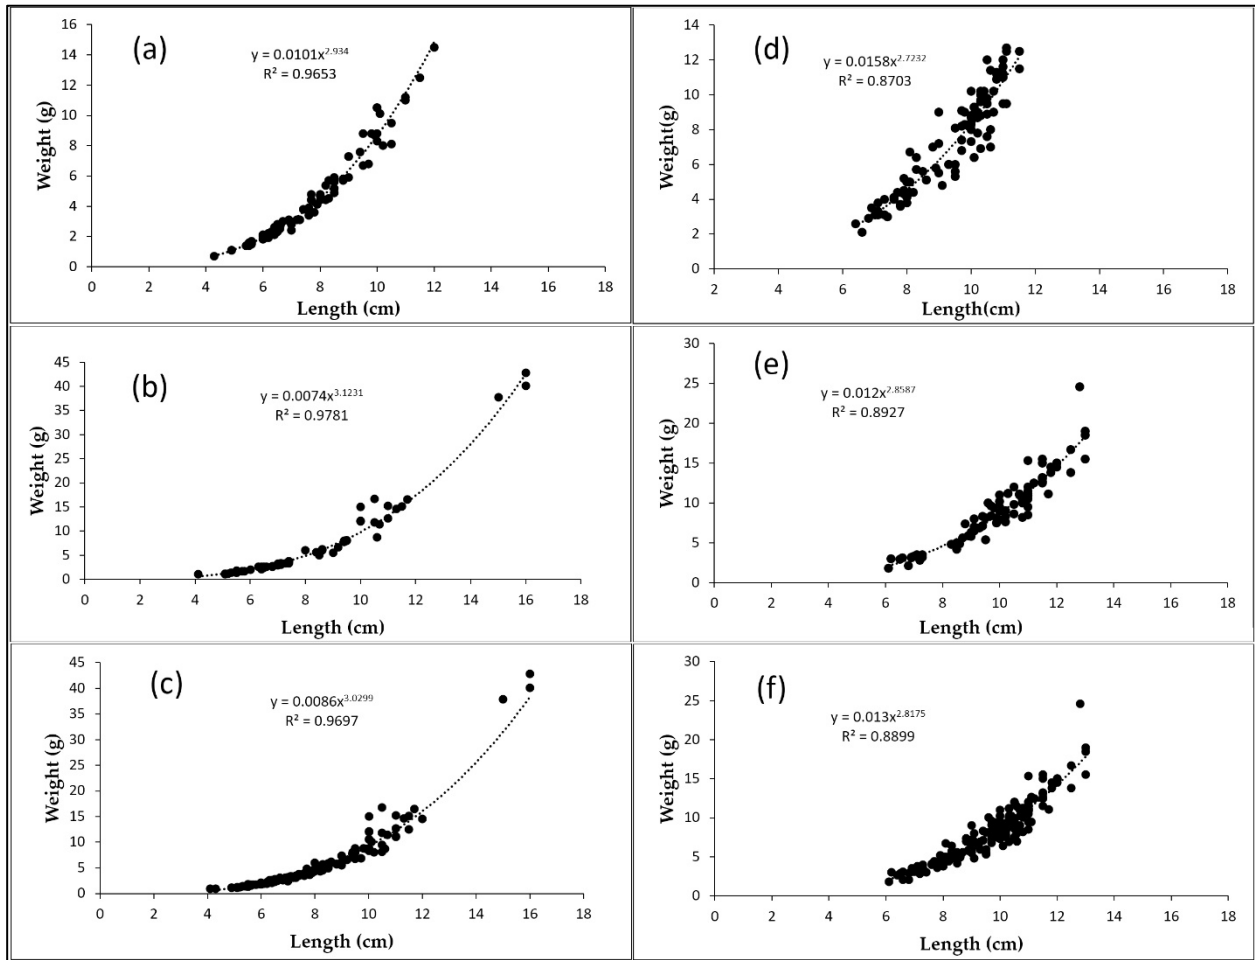 (a)
y = 0.0101x^2.934
R² = 0.9653
Weight (g)
16
14
12
10
8
6
4
2
0
0 2 4 6 8 10 12 14 16 18
Length (cm)
(d)
y = 0.0158x^2.7232
R² = 0.8703
Weight(g)
14
12
10
8
6
4
2
0
2 4 6 8 10 12 14 16 18
Length(cm)
(b)
y = 0.0074x^3.1231
R² = 0.9781
Weight (g)
45
40
35
30
25
20
15
10
5
0
0 2 4 6 8 10 12 14 16 18
Length (cm)
(e)
y = 0.012x^2.8587
R² = 0.8927
Weight (g)
30
25
20
15
10
5
0
0 2 4 6 8 10 12 14 16 18
Length (cm)
(c)
y = 0.0086x^3.0299
R² = 0.9697
Weight (g)
45
40
35
30
25
20
15
10
5
0
0 2 4 6 8 10 12 14 16 18
Length (cm)
(f)
y = 0.013x^2.8175
R² = 0.8899
Weight (g)
30
25
20
15
10
5
0
0 2 4 6 8 10 12 14 16 18
Length (cm)